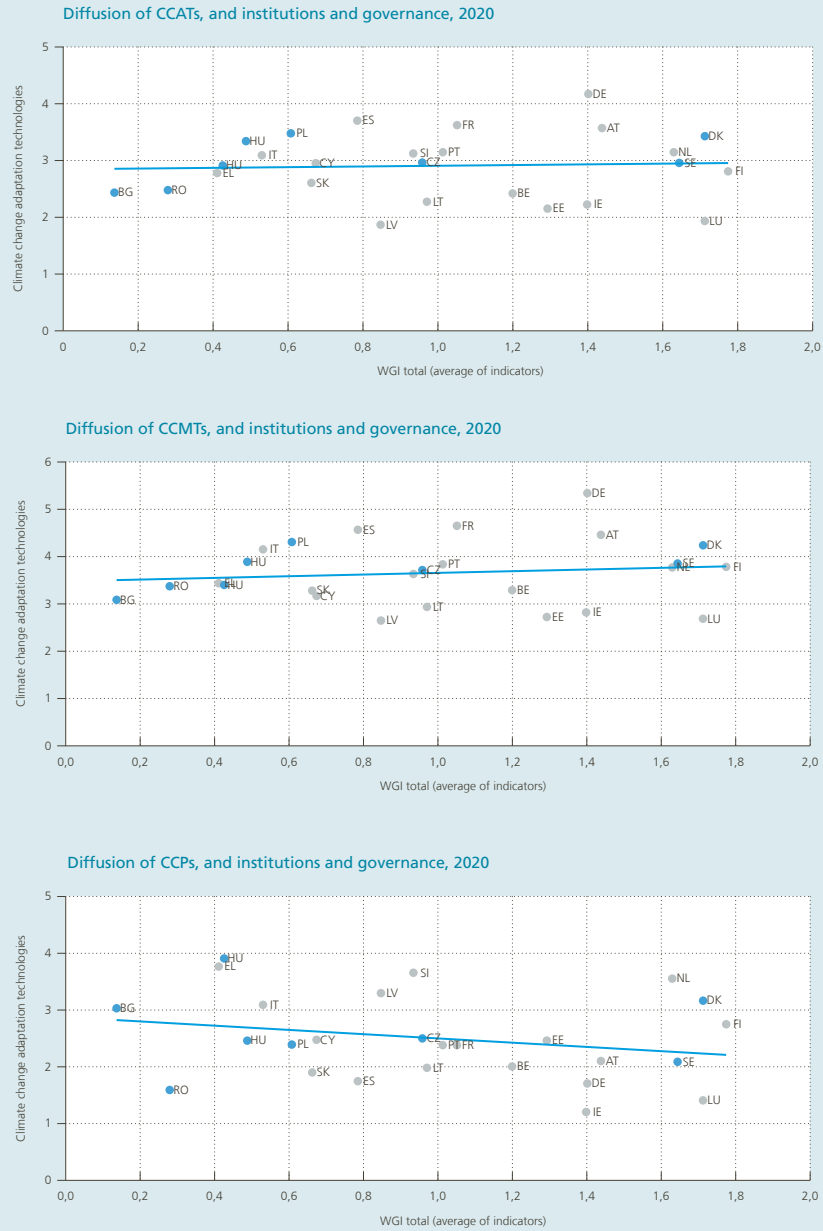 Diffusion of CCATs, and institutions and governance, 2020
5
4
3
2
1
0
Climate change adaptation technologies
DE
ES
FR
AT
PL
DK
HU
IT
SI
PT
NL
HU
CY
CZ
SE
EL
FI
SK
BG
RO
BE
LT
EE
IE
LV
LU
0
0,2
0,4
0,6
0,8
1,0
1,2
1,4
1,6
1,8
2,0
WGI total (average of indicators)
Diffusion of CCMTs, and institutions and governance, 2020
6
5
4
3
2
1
0
Climate change adaptation technologies
DE
FR
ES
AT
PL
DK
IT
HU
PT
SE
NL
FI
CZ
SI
EL
HU
RO
SK
CY
BE
BG
LT
IE
EE
LV
LU
0,0
0,2
0,4
0,6
0,8
1,0
1,2
1,4
1,6
1,8
2,0
WGI total (average of indicators)
Diffusion of CCPs, and institutions and governance, 2020
5
4
3
2
1
0
Climate change adaptation technologies
HU
EL
SI
NL
LV
DK
IT
BG
FI
CZ
HU
CY
EE
PL
PT
FR
AT
SE
BE
LT
SK
ES
DE
RO
LU
IE
0,0
0,2
0,4
0,6
0,8
1,0
1,2
1,4
1,6
1,8
2,0
WGI total (average of indicators)